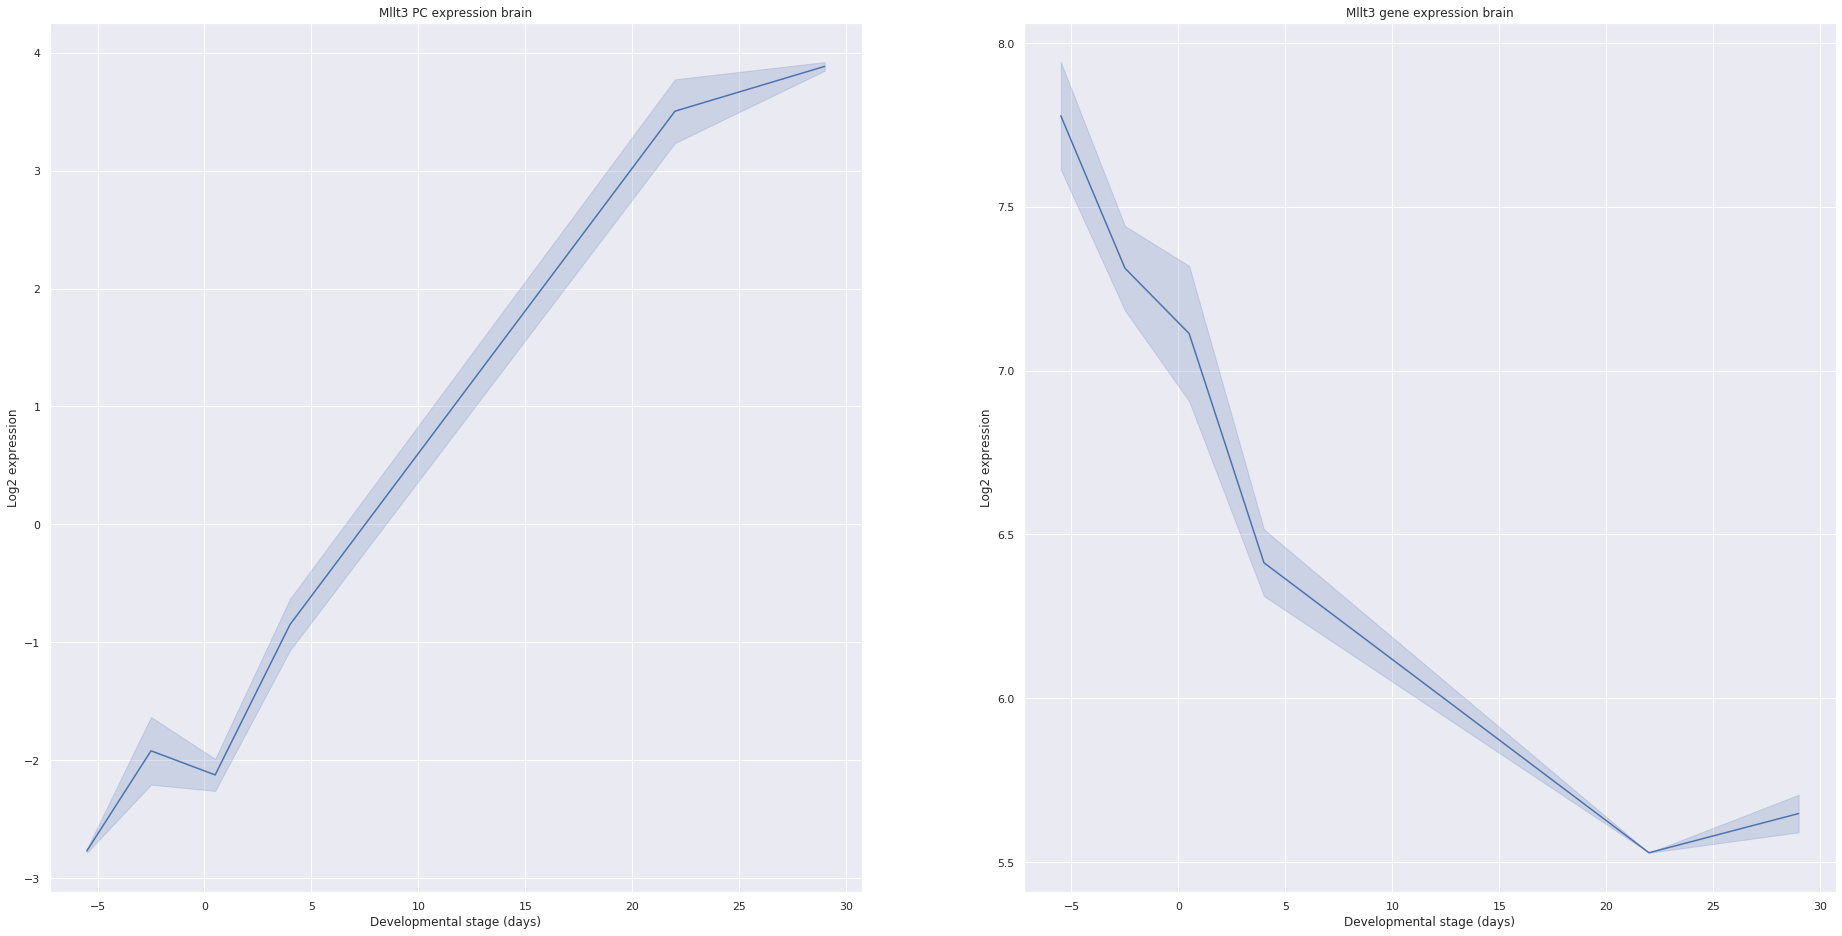 Mllt3 PC expression brain
4
3
2
1
0
−1
−2
−3
Log2 expression
−5 0 5 10 15 20 25 30
Developmental stage (days)
Mllt3 gene expression brain
8.0
7.5
7.0
6.5
6.0
5.5
Log2 expression
−5 0 5 10 15 20 25 30
Developmental stage (days)